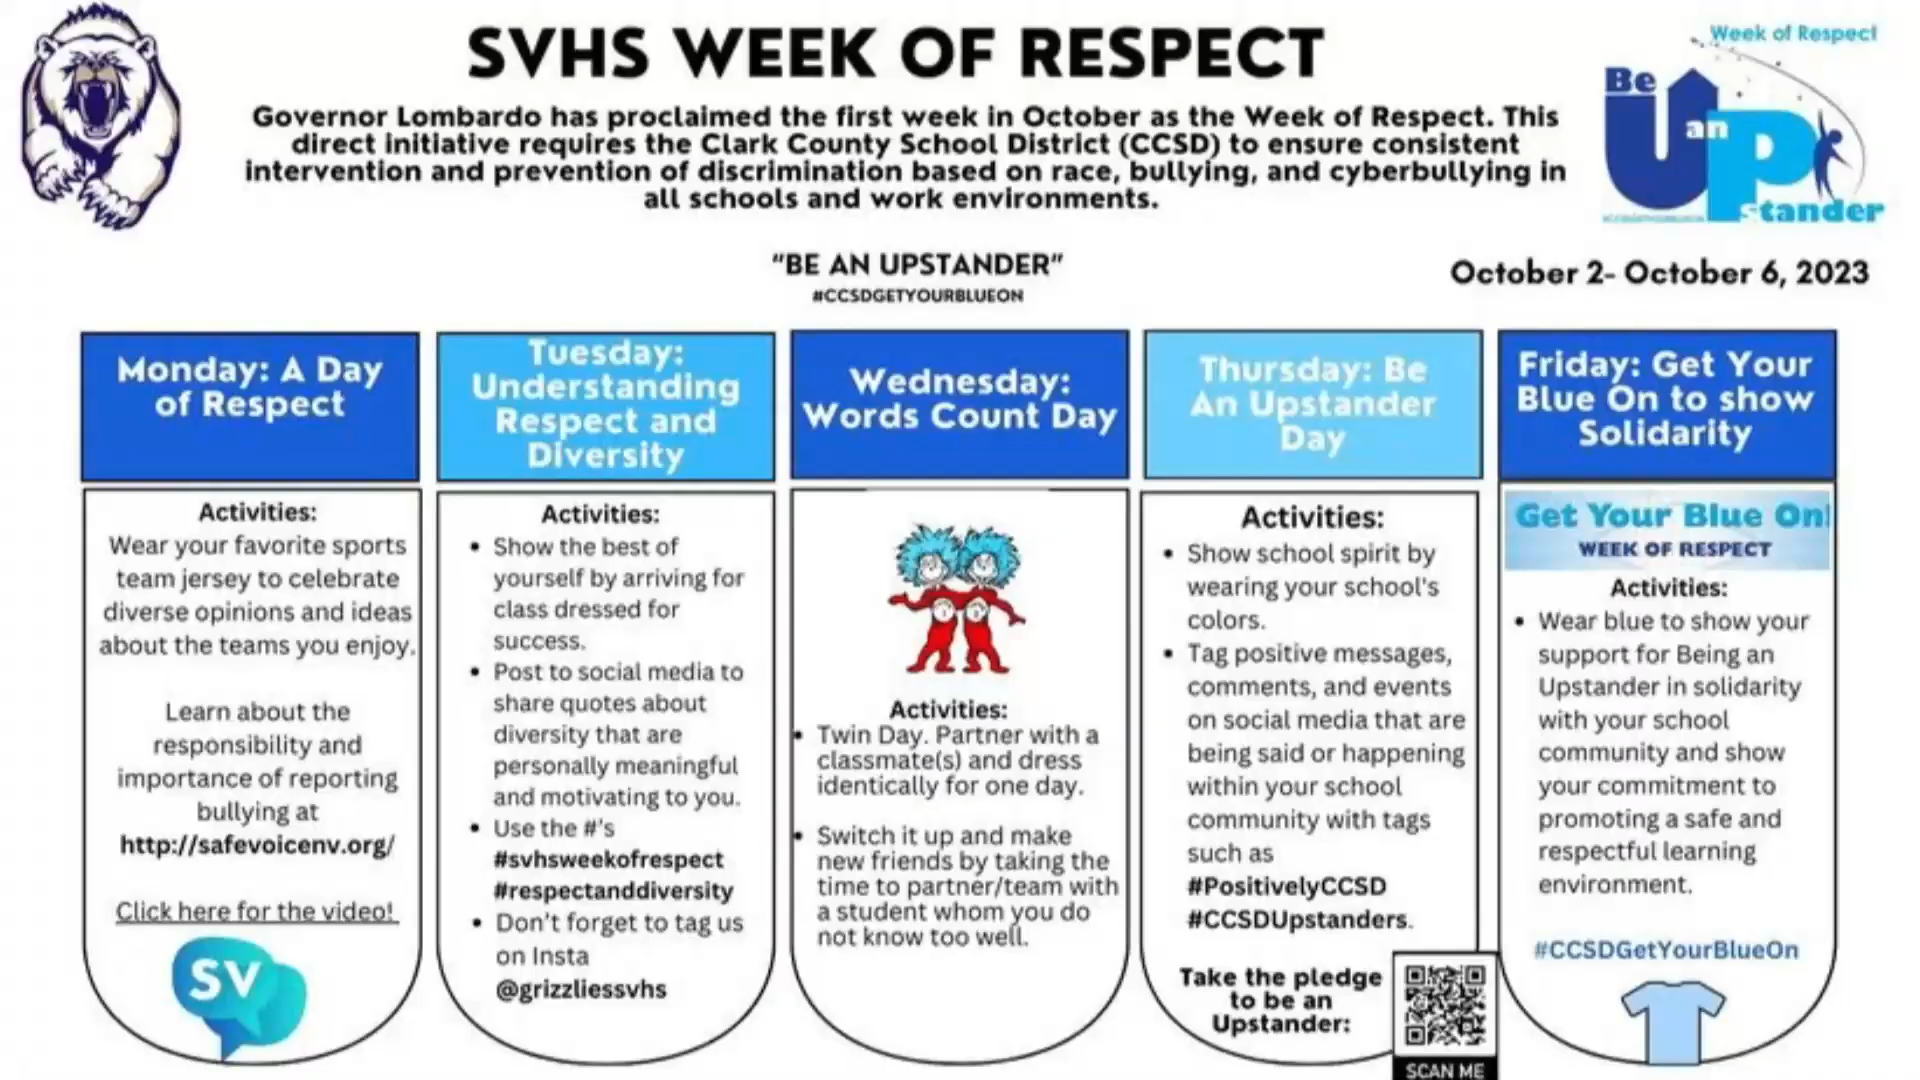 SVHS WEEK OF RESPECT
Governor Lombardo has proclaimed the first week in October as the Week of Respect. This
direct initiative requires the Clark County School District (CCSD) to ensure consistent
intervention and prevention of discrimination based on race, bullying, and cyberbullying in
all schools and work environments.
Week of Respect
Be
an
UP
stander
"BE AN UPSTANDER"
#CCSDGETYOURBLUEON
October 2- October 6, 2023
Monday: A Day
of Respect
Activities:
Wear your favorite sports
team jersey to celebrate
diverse opinions and ideas
about the teams you enjoy.
Learn about the
responsibility and
importance of reporting
bullying at
http://safevoicenv.org/
Click here for the video!
SV
Tuesday:
Understanding
Respect and
Diversity
Activities:
• Show the best of
yourself by arriving for
class dressed for
success.
• Post to social media to
share quotes about
diversity that are
personally meaningful
and motivating to you.
• Use the #'s
#svhsweekofrespect
#respectanddiversity
• Don't forget to tag us
on Insta
@grizzliessvhs
Wednesday:
Words Count Day
Activities:
• Twin Day. Partner with a
classmate(s) and dress
identically for one day.
• Switch it up and make
new friends by taking the
time to partner/team with
a student whom you do
not know too well.
Thursday: Be
An Upstander
Day
Activities:
• Show school spirit by
wearing your school's
colors.
• Tag positive messages,
comments, and events
on social media that are
being said or happening
within your school
community with tags
such as
#PositivelyCCSD
#CCSDUpstanders.
Take the pledge
to be an
Upstander:
SCAN ME
Friday: Get Your
Blue On to show
Solidarity
Get Your Blue On!
WEEK OF RESPECT
Activities:
• Wear blue to show your
support for Being an
Upstander in solidarity
with your school
community and show
your commitment to
promoting a safe and
respectful learning
environment.
#CCSDGetYourBlueOn